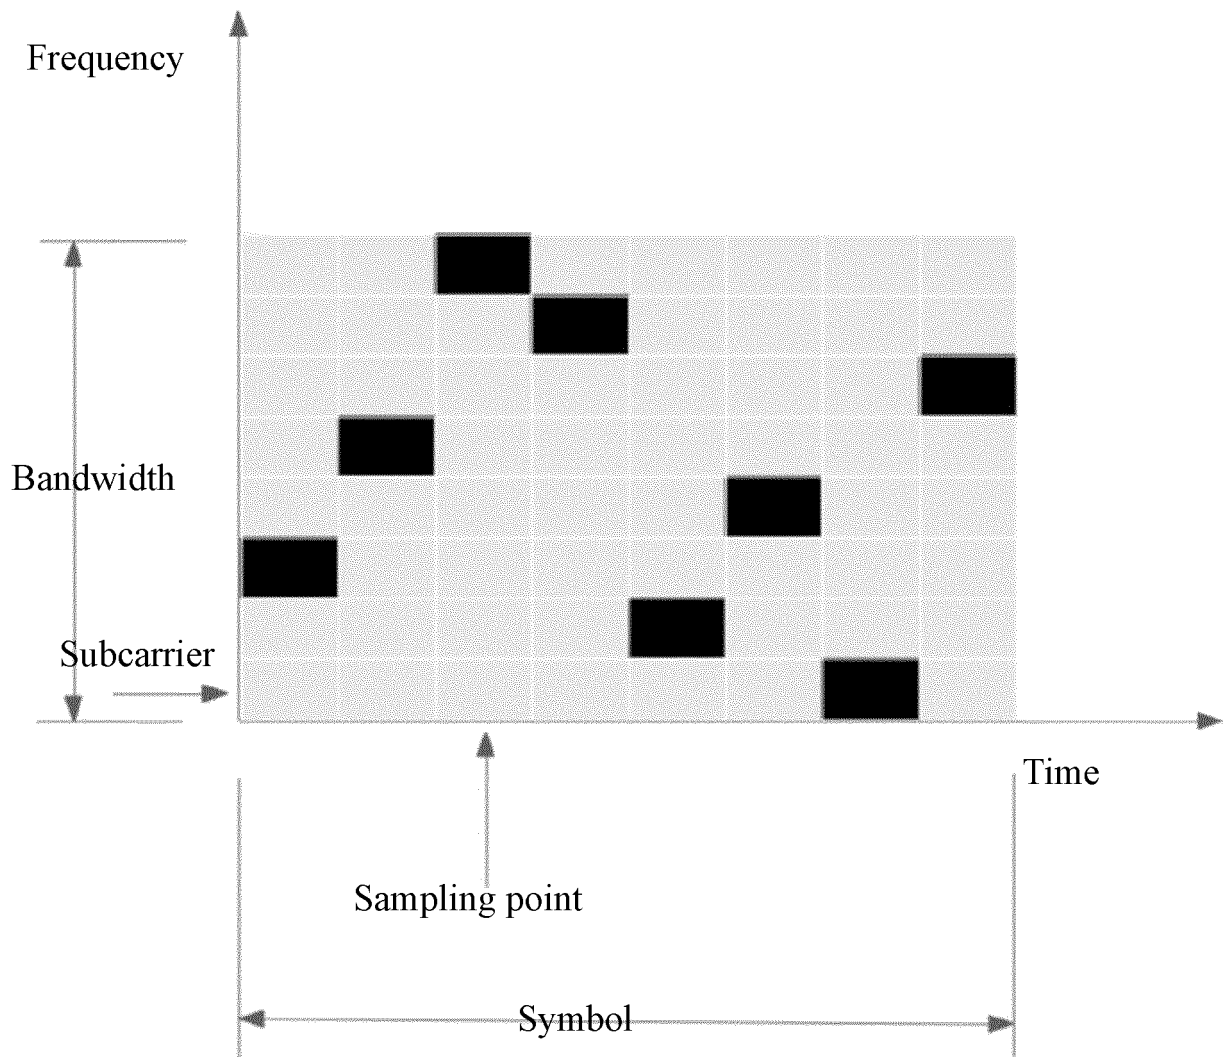 Frequency
Bandwidth
Subcarrier
Time
Sampling point
Symbol